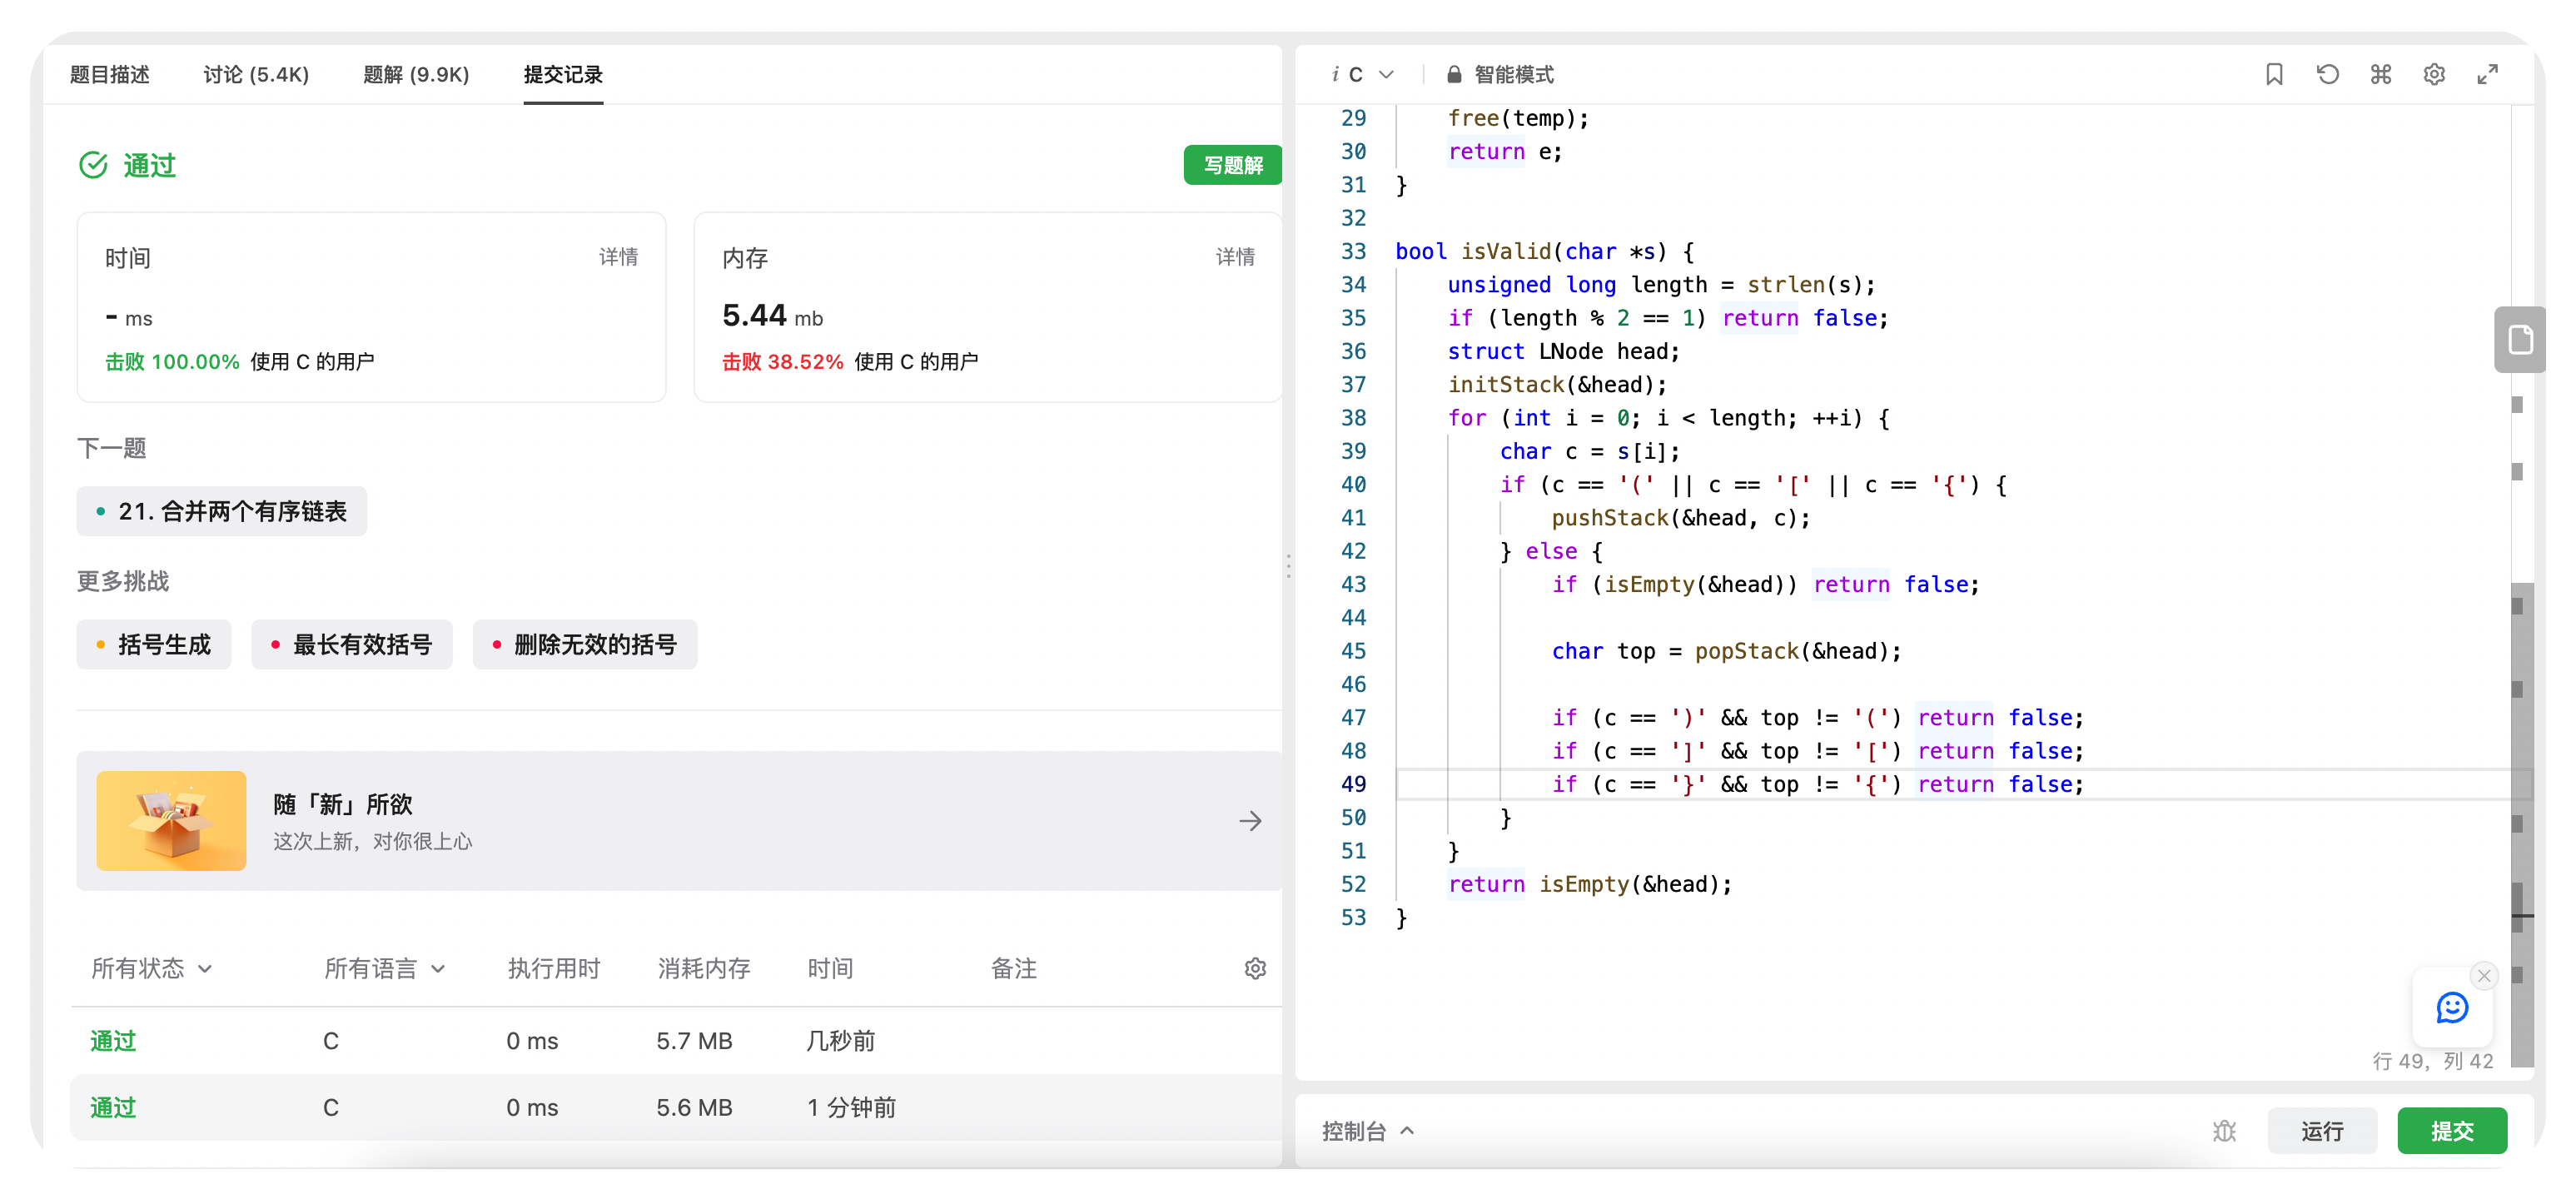 题目描述
讨论 (5.4K)
题解 (9.9K)
提交记录
通过
写题解
时间
详情
- ms
击败 100.00% 使用 C 的用户
内存
详情
5.44 mb
击败 38.52% 使用 C 的用户
下一题
21. 合并两个有序链表
更多挑战
括号生成
最长有效括号
删除无效的括号
随「新」所欲
这次上新，对你很上心
所有状态 所有语言 执行用时 消耗内存 时间 备注
通过 C 0 ms 5.7 MB 几秒前
通过 C 0 ms 5.6 MB 1 分钟前
i C
智能模式
29 free(temp);
30 return e;
31 }
32
33 bool isValid(char *s) {
34 unsigned long length = strlen(s);
35 if (length % 2 == 1) return false;
36 struct LNode head;
37 initStack(&head);
38 for (int i = 0; i < length; ++i) {
39 char c = s[i];
40 if (c == '(' || c == '[' || c == '{') {
41 pushStack(&head, c);
42 } else {
43 if (isEmpty(&head)) return false;
44
45 char top = popStack(&head);
46
47 if (c == ')' && top != '(') return false;
48 if (c == ']' && top != '[') return false;
49 if (c == '}' && top != '{') return false;
50 }
51 }
52 return isEmpty(&head);
53 }
行 49，列 42
控制台
运行
提交